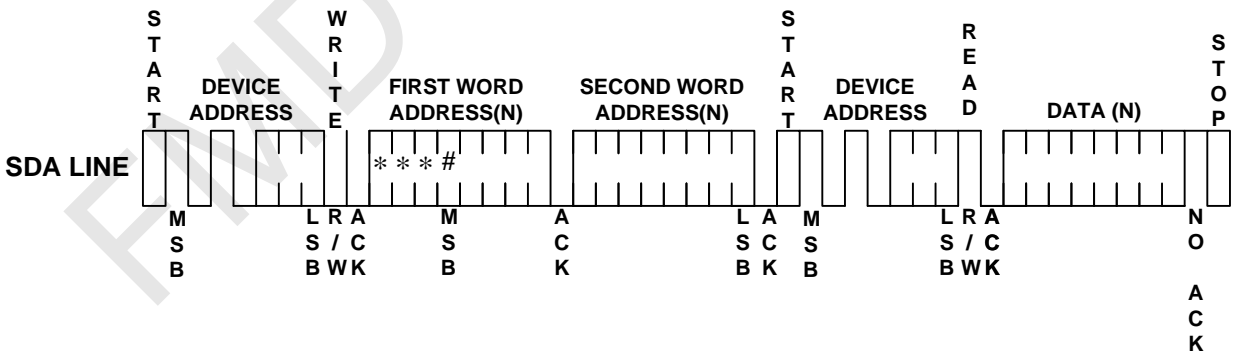 START
WRITE
START
READ
STOP
DEVICE ADDRESS
FIRST WORD ADDRESS(N)
SECOND WORD ADDRESS(N)
DEVICE ADDRESS
DATA (N)
SDA LINE
* * * #
MSB
LSB
R/W
ACK
MSB
ACK
LSB
ACK
MSB
LSB
R/W
ACK
NO ACK
FMD